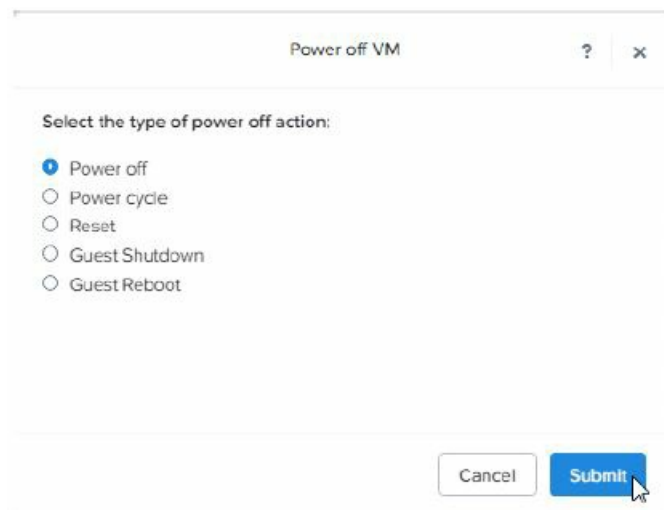 Power off VM ? ×
Select the type of power off action:
Power off
Power cycle
Reset
Guest Shutdown
Guest Reboot
Cancel Submit